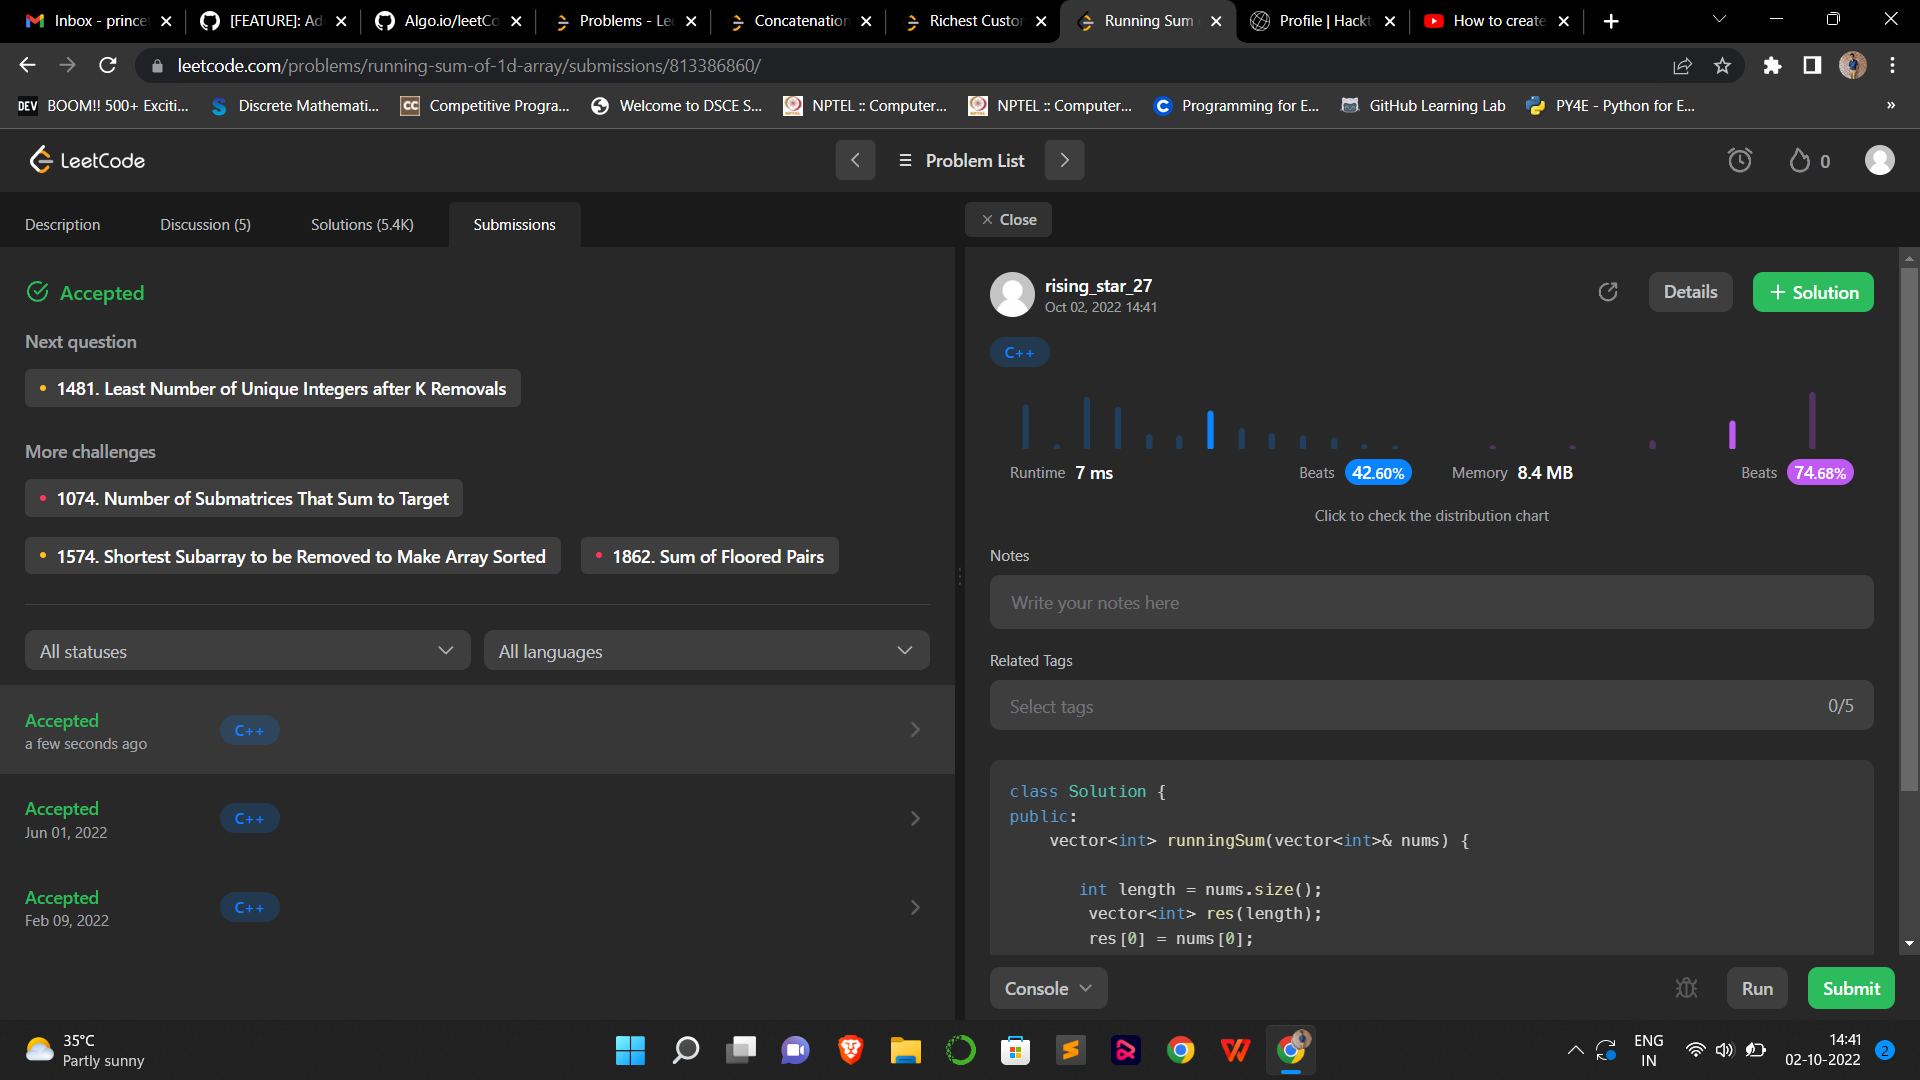 Inbox - prince
[FEATURE]: Ad
Algo.io/leetCo
Problems - Lee
Concatenation
Richest Custor
Running Sum
Profile | Hackt
How to create
leetcode.com/problems/running-sum-of-1d-array/submissions/813386860/
DEV BOOM!! 500+ Exciti...
Discrete Mathemati...
CC Competitive Progra...
Welcome to DSCE S...
NPTEL :: Computer...
NPTEL :: Computer...
Programming for E...
GitHub Learning Lab
PY4E - Python for E...
»
LeetCode
Problem List
0
Description
Discussion (5)
Solutions (5.4K)
Submissions
Close
Accepted
Next question
1481. Least Number of Unique Integers after K Removals
More challenges
1074. Number of Submatrices That Sum to Target
1574. Shortest Subarray to be Removed to Make Array Sorted
1862. Sum of Floored Pairs
All statuses
All languages
Accepted
a few seconds ago
C++
Accepted
Jun 01, 2022
C++
Accepted
Feb 09, 2022
C++
rising_star_27
Oct 02, 2022 14:41
Details
+ Solution
C++
Runtime 7 ms
Beats 42.60%
Memory 8.4 MB
Beats 74.68%
Click to check the distribution chart
Notes
Write your notes here
Related Tags
Select tags
0/5
class Solution {
public:
    vector<int> runningSum(vector<int>& nums) {
       int length = nums.size();
        vector<int> res(length);
        res[0] = nums[0];
Console
Run
Submit
35°C
Partly sunny
ENG
IN
14:41
02-10-2022
2